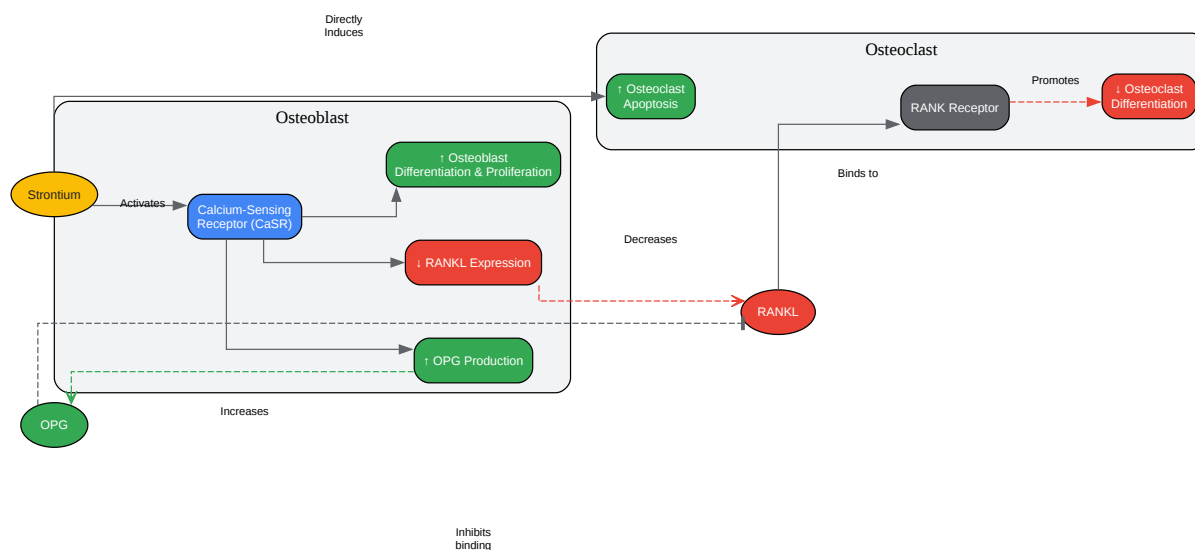 Directly
Induces
Osteoclast
↑ Osteoclast
Apoptosis
RANK Receptor
Promotes
↓ Osteoclast
Differentiation
Osteoblast
↑ Osteoblast
Differentiation & Proliferation
Binds to
Strontium
Activates
Calcium-Sensing
Receptor (CaSR)
Decreases
↓ RANKL Expression
RANKL
↑ OPG Production
Increases
OPG
Inhibits
binding